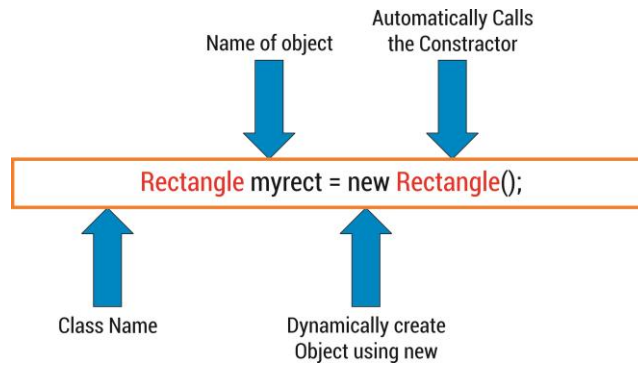 Name of object
Automatically Calls
the Constractor
Rectangle myrect = new Rectangle();
Class Name
Dynamically create
Object using new